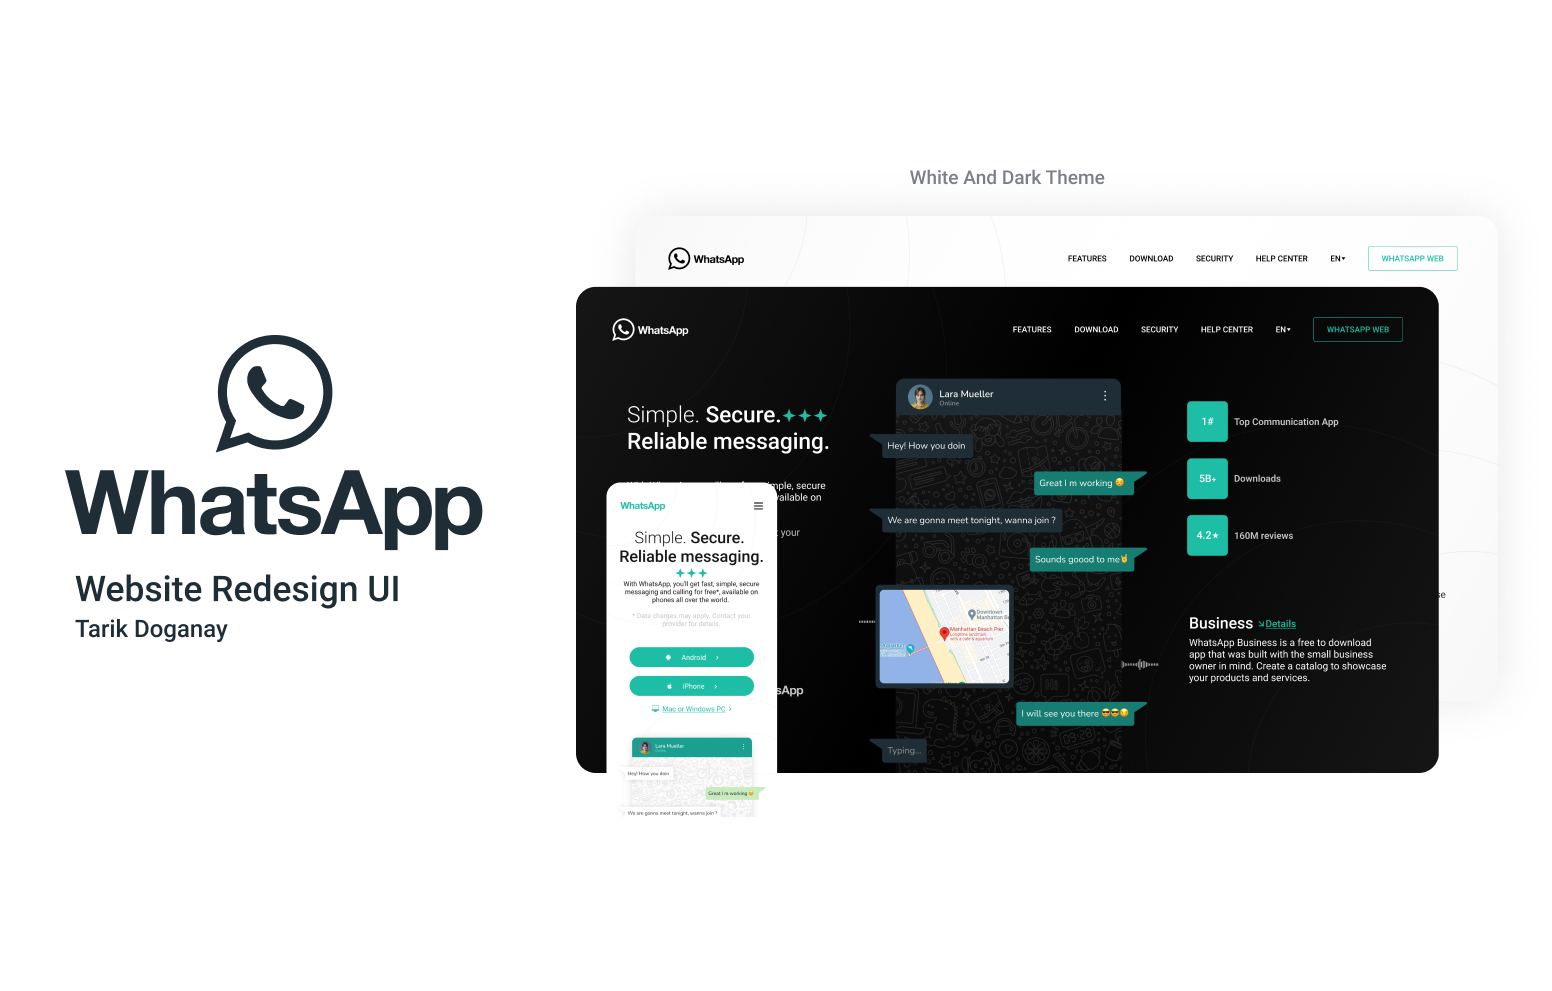 WhatsApp
Website Redesign UI
Tarik Doganay
White And Dark Theme
WhatsApp
FEATURES
DOWNLOAD
SECURITY
HELP CENTER
EN
WHATSAPP WEB
WhatsApp
FEATURES
DOWNLOAD
SECURITY
HELP CENTER
EN
WHATSAPP WEB
Simple. Secure.
Reliable messaging.
simple, secure
available on
your
sApp
Lara Mueller
Online
Hey! How you doin
Great I m working 😊
We are gonna meet tonight, wanna join ?
Sounds goood to me🤘
Downtown
Manhattan B
Manhattan Beach Pier
Longtime landmark
with a cafe & aquarium
I will see you there 😎😎😊
Typing...
1#
Top Communication App
5B+
Downloads
4.2★
160M reviews
se
Business
Details
WhatsApp Business is a free to download
app that was built with the small business
owner in mind. Create a catalog to showcase
your products and services.
WhatsApp
Simple. Secure.
Reliable messaging.
With WhatsApp, you'll get fast, simple, secure
messaging and calling for free*, available on
phones all over the world.
* Data charges may apply. Contact your
provider for details.
Android
iPhone
Mac or Windows PC
Lara Mueller
Hey! How you doin
Great I m working 😊
We are gonna meet tonight, wanna join ?